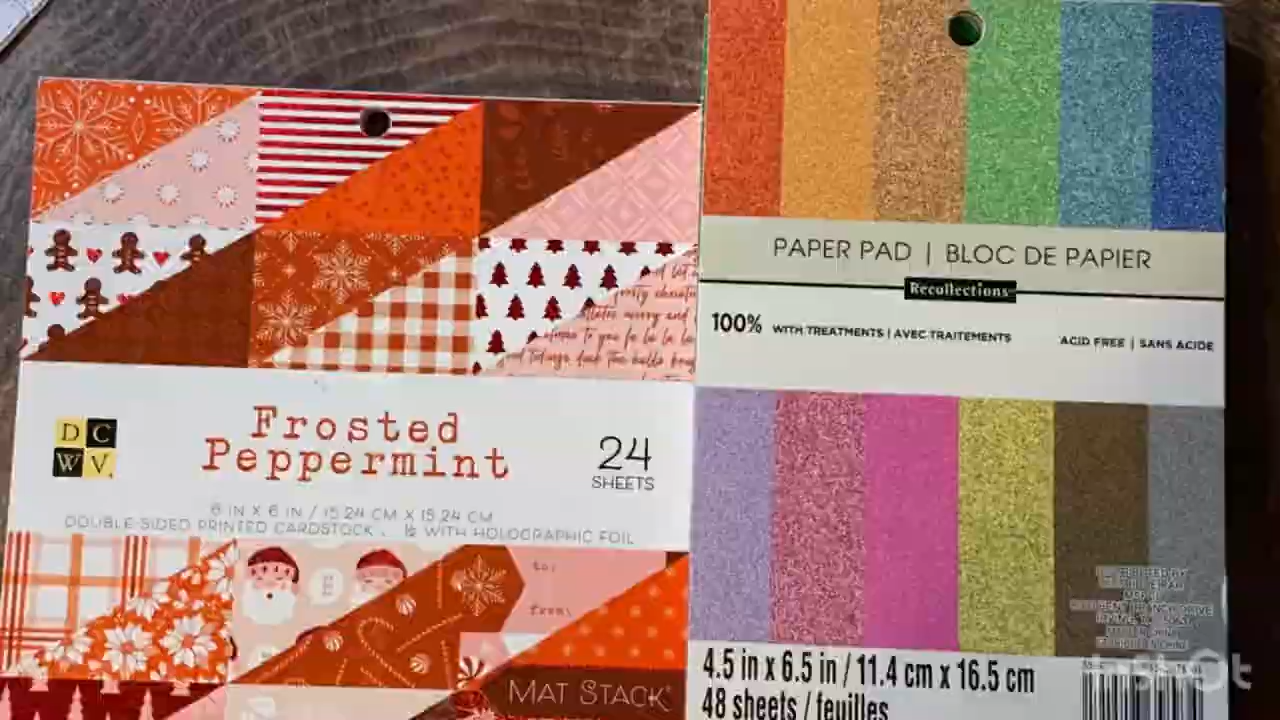 D C
W V.
Frosted
Peppermint
24
SHEETS
6 IN X 6 IN / 15.24 CM X 15.24 CM
DOUBLE-SIDED PRINTED CARDSTOCK . ½ WITH HOLOGRAPHIC FOIL
to:
from:
MAT STACK
PAPER PAD | BLOC DE PAPIER
Recollections
100% WITH TREATMENTS | AVEC TRAITEMENTS
ACID FREE | SANS ACIDE
4.5 in x 6.5 in / 11.4 cm x 16.5 cm
48 sheets / feuilles